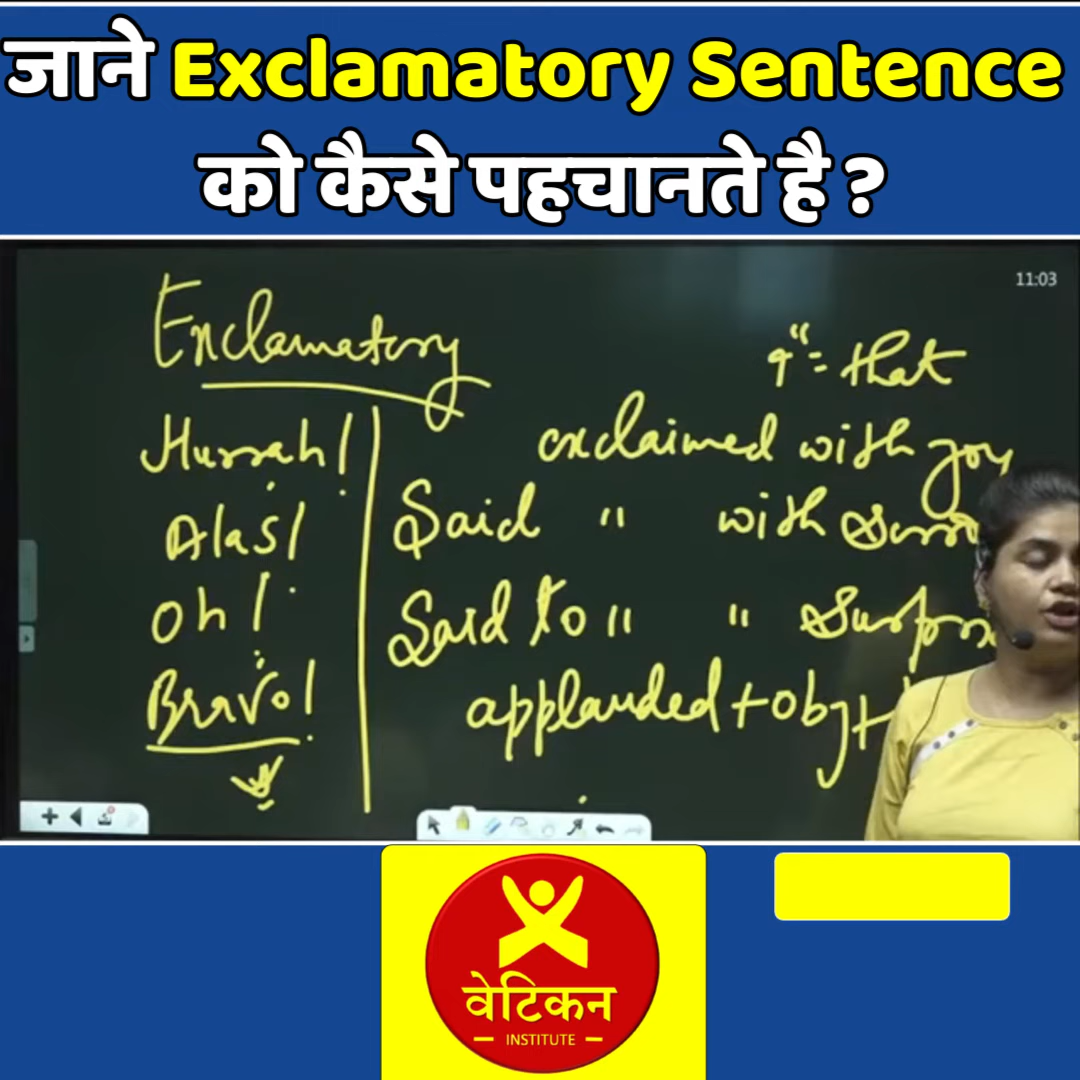 जाने Exclamatory Sentence
को कैसे पहचानते है ?
11:03
Exclamatory
“ = that
Hurrah! exclaimed with joy
Alas! Said " with
Oh! Said to " "
Bravo! applauded + obj +
वेटिकन
INSTITUTE